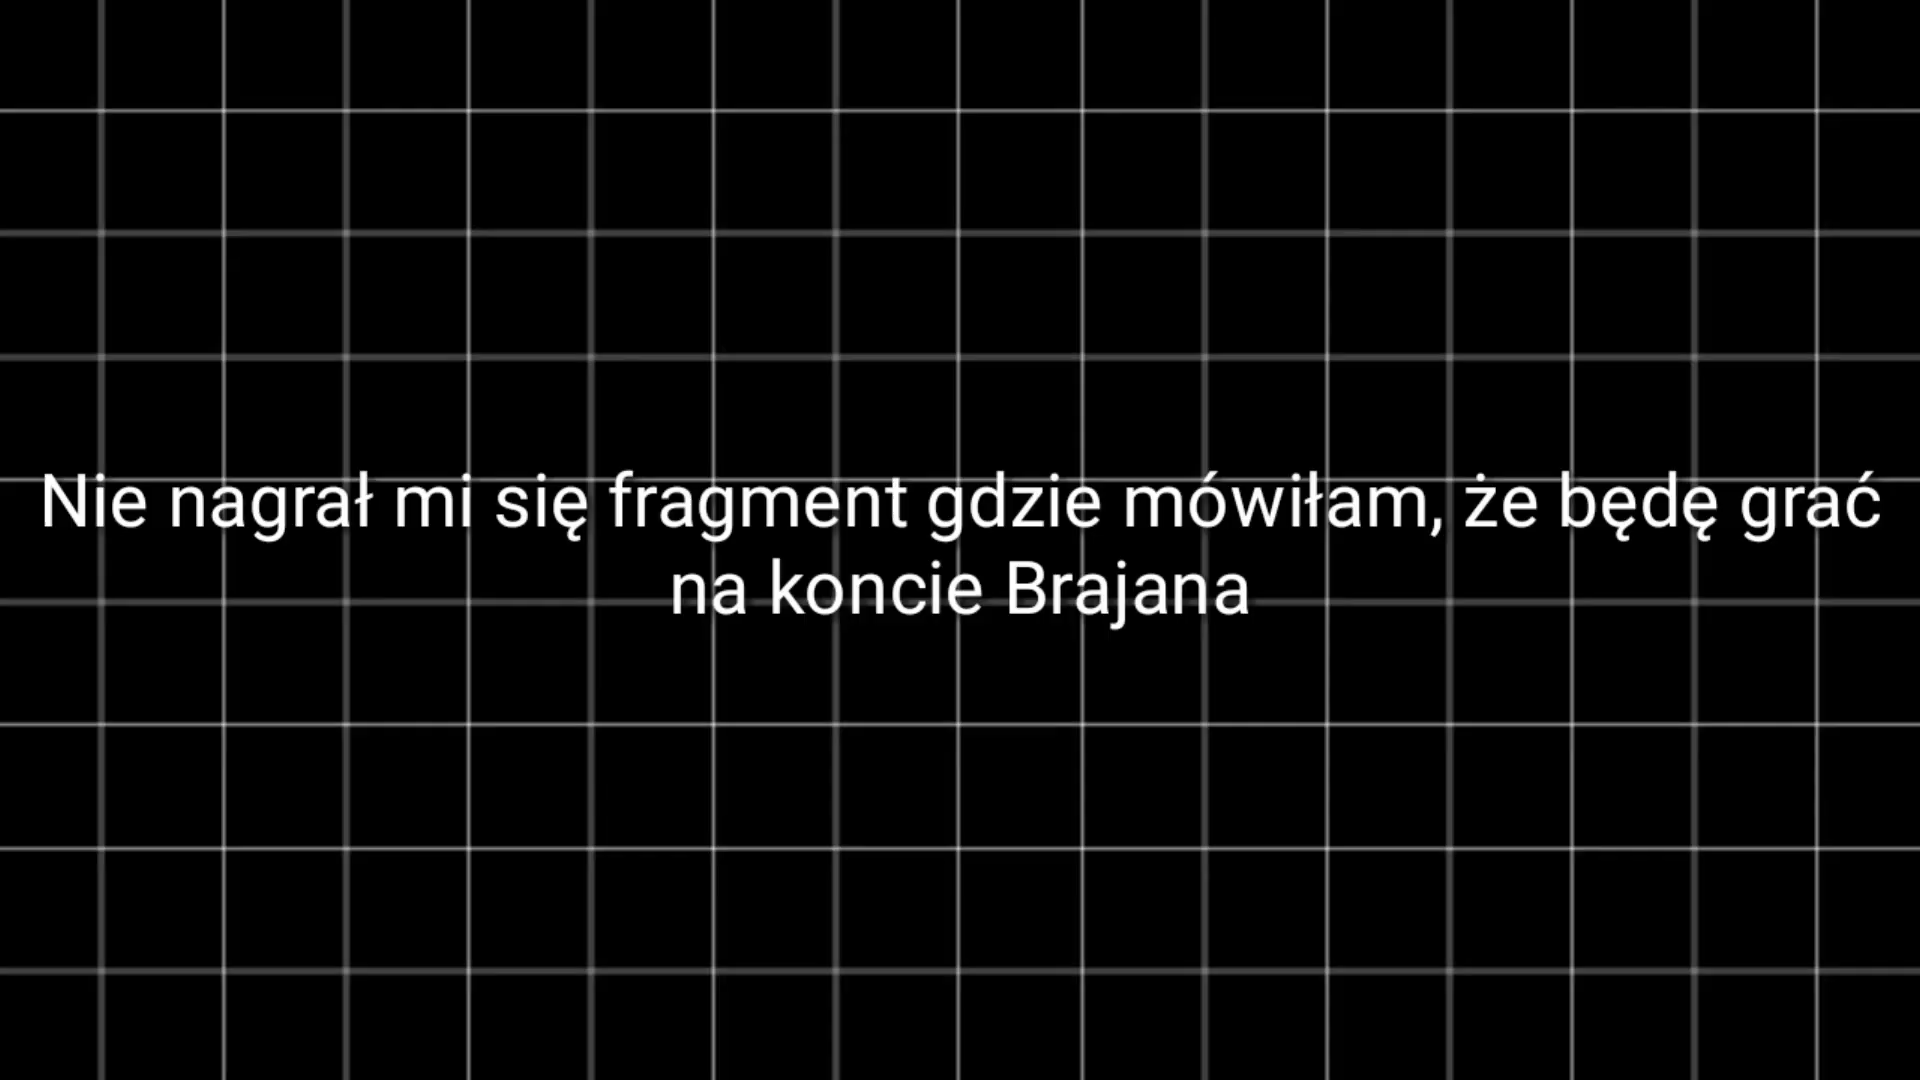 Nie nagrał mi się fragment gdzie mówiłam, że będę grać
na koncie Brajana